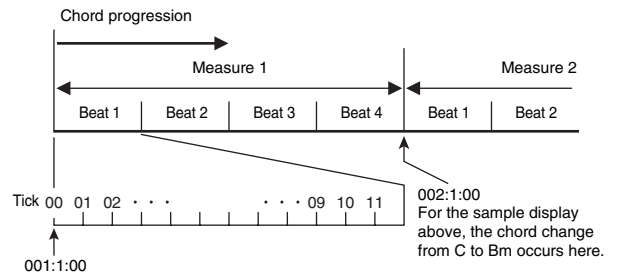 Chord progression
Measure 1 Measure 2
Beat 1 Beat 2 Beat 3 Beat 4 Beat 1 Beat 2
Tick 00 01 02 · · · · · · 09 10 11
002:1:00
For the sample display
above, the chord change
from C to Bm occurs here.
001:1:00